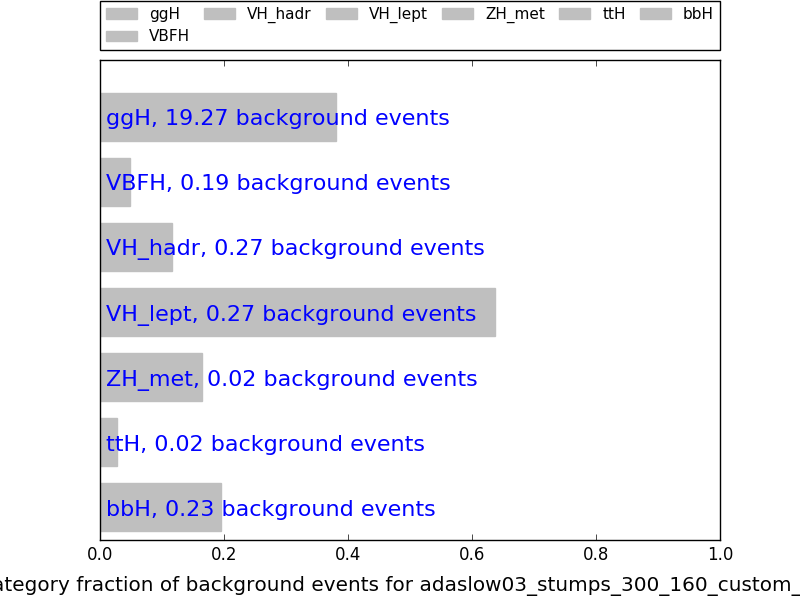 ggH VH_hadr VH_lept ZH_met ttH bbH
VBFH
ggH, 19.27 background events
VBFH, 0.19 background events
VH_hadr, 0.27 background events
VH_lept, 0.27 background events
ZH_met, 0.02 background events
ttH, 0.02 background events
bbH, 0.23 background events
0.0 0.2 0.4 0.6 0.8 1.0
ategory fraction of background events for adaslow03_stumps_300_160_custom_